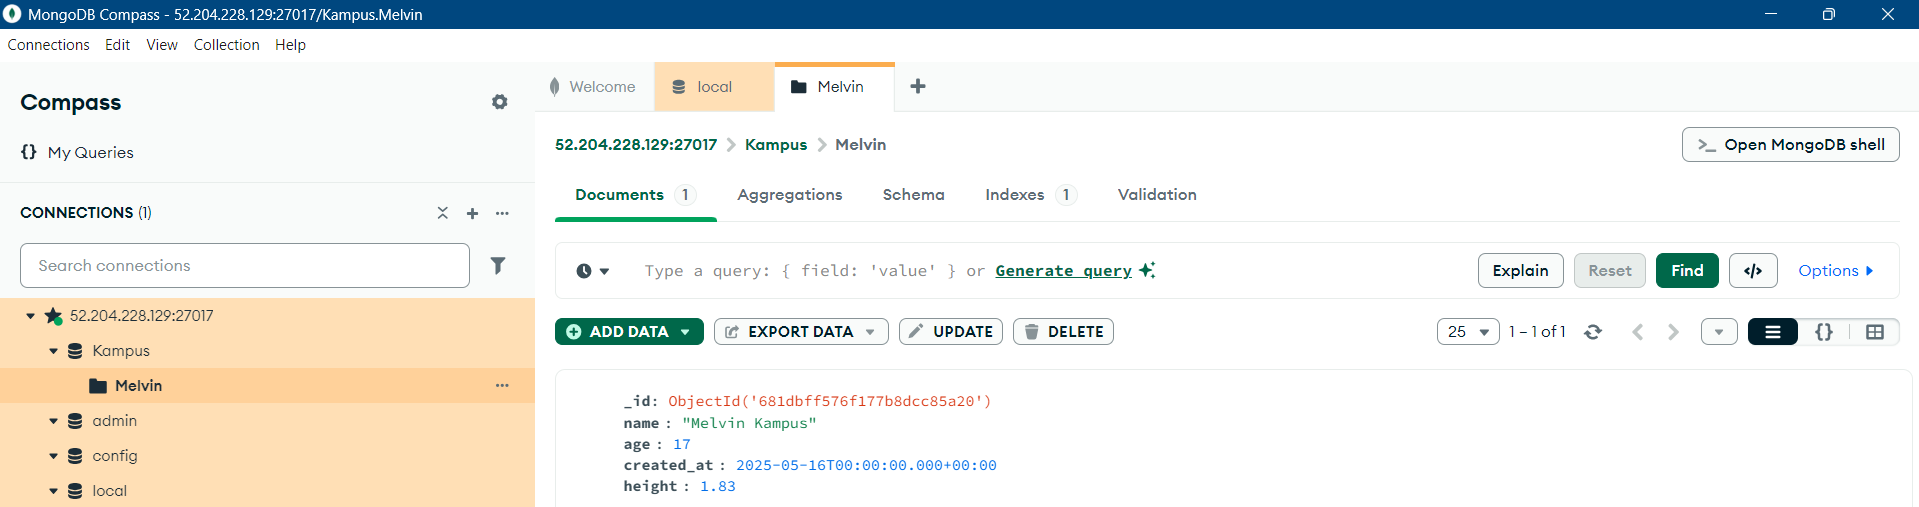 MongoDB Compass - 52.204.228.129:27017/Kampus.Melvin
Connections Edit View Collection Help
Compass
{} My Queries
CONNECTIONS (1)
Search connections
52.204.228.129:27017
Kampus
Melvin
admin
config
local
Welcome local Melvin
52.204.228.129:27017 Kampus Melvin
>_ Open MongoDB shell
Documents 1 Aggregations Schema Indexes 1 Validation
Type a query: { field: 'value' } or Generate query
Explain Reset Find </> Options
ADD DATA EXPORT DATA UPDATE DELETE
25 1 – 1 of 1 {}
_id: ObjectId('681dbff576f177b8dcc85a20')
name : "Melvin Kampus"
age : 17
created_at : 2025-05-16T00:00:00.000+00:00
height : 1.83